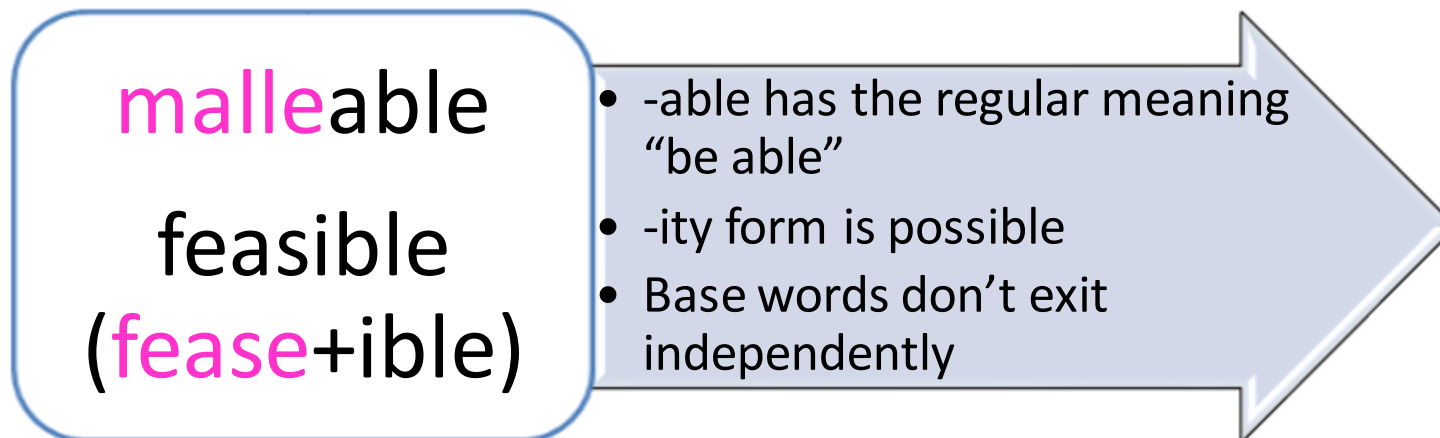 malleable
feasible
(fease+ible)
• -able has the regular meaning
“be able”
• -ity form is possible
• Base words don’t exit
independently